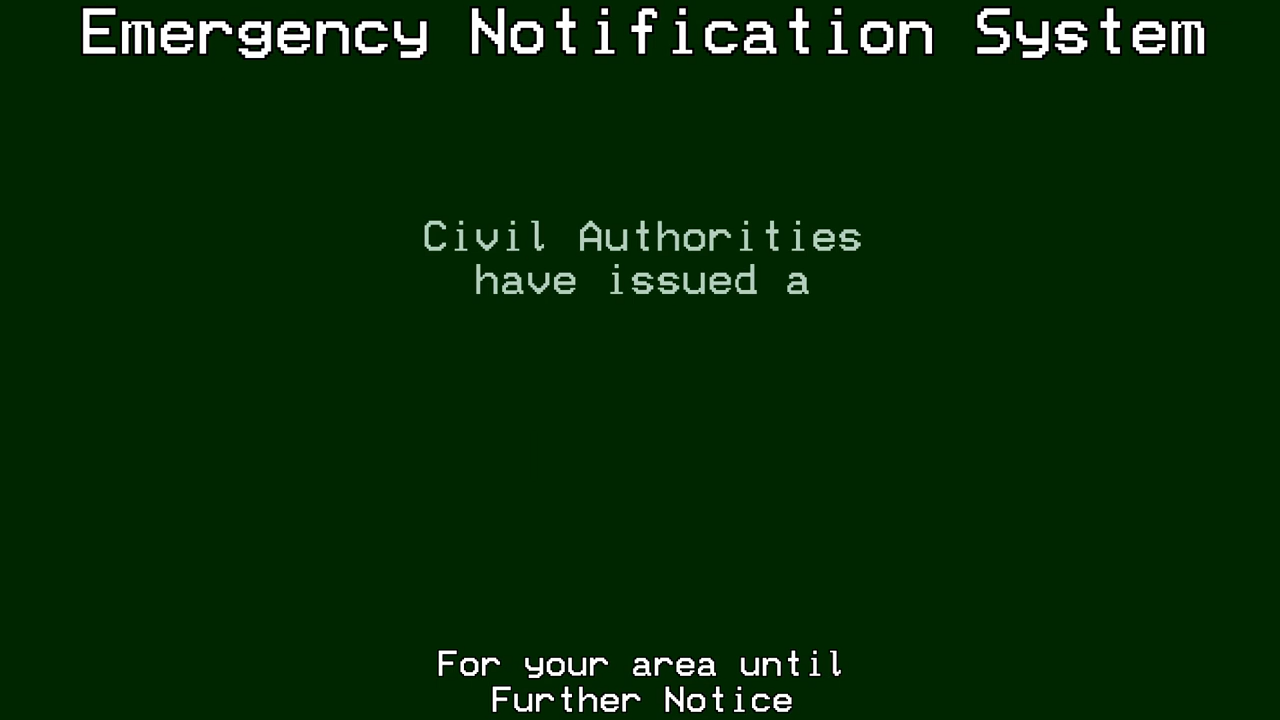 Emergency Notification System
Civil Authorities
have issued a
For your area until
Further Notice